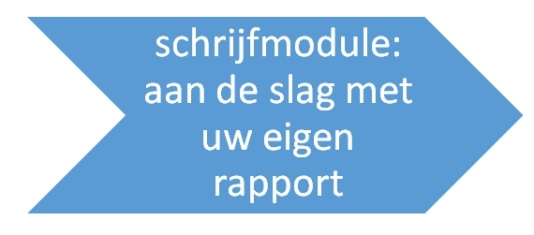 schrijfmodule:
aan de slag met
uw eigen
rapport